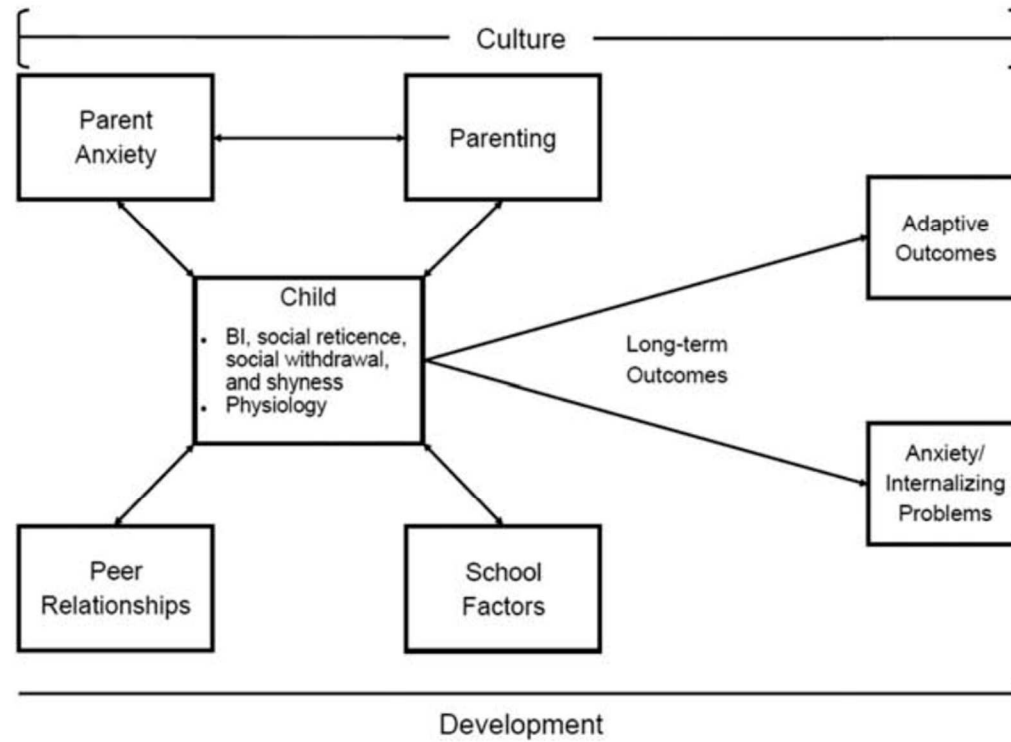 Culture
Parent
Anxiety
Parenting
Child
• BI, social reticence,
social withdrawal,
and shyness
• Physiology
Adaptive
Outcomes
Long-term
Outcomes
Anxiety/
Internalizing
Problems
Peer
Relationships
School
Factors
Development